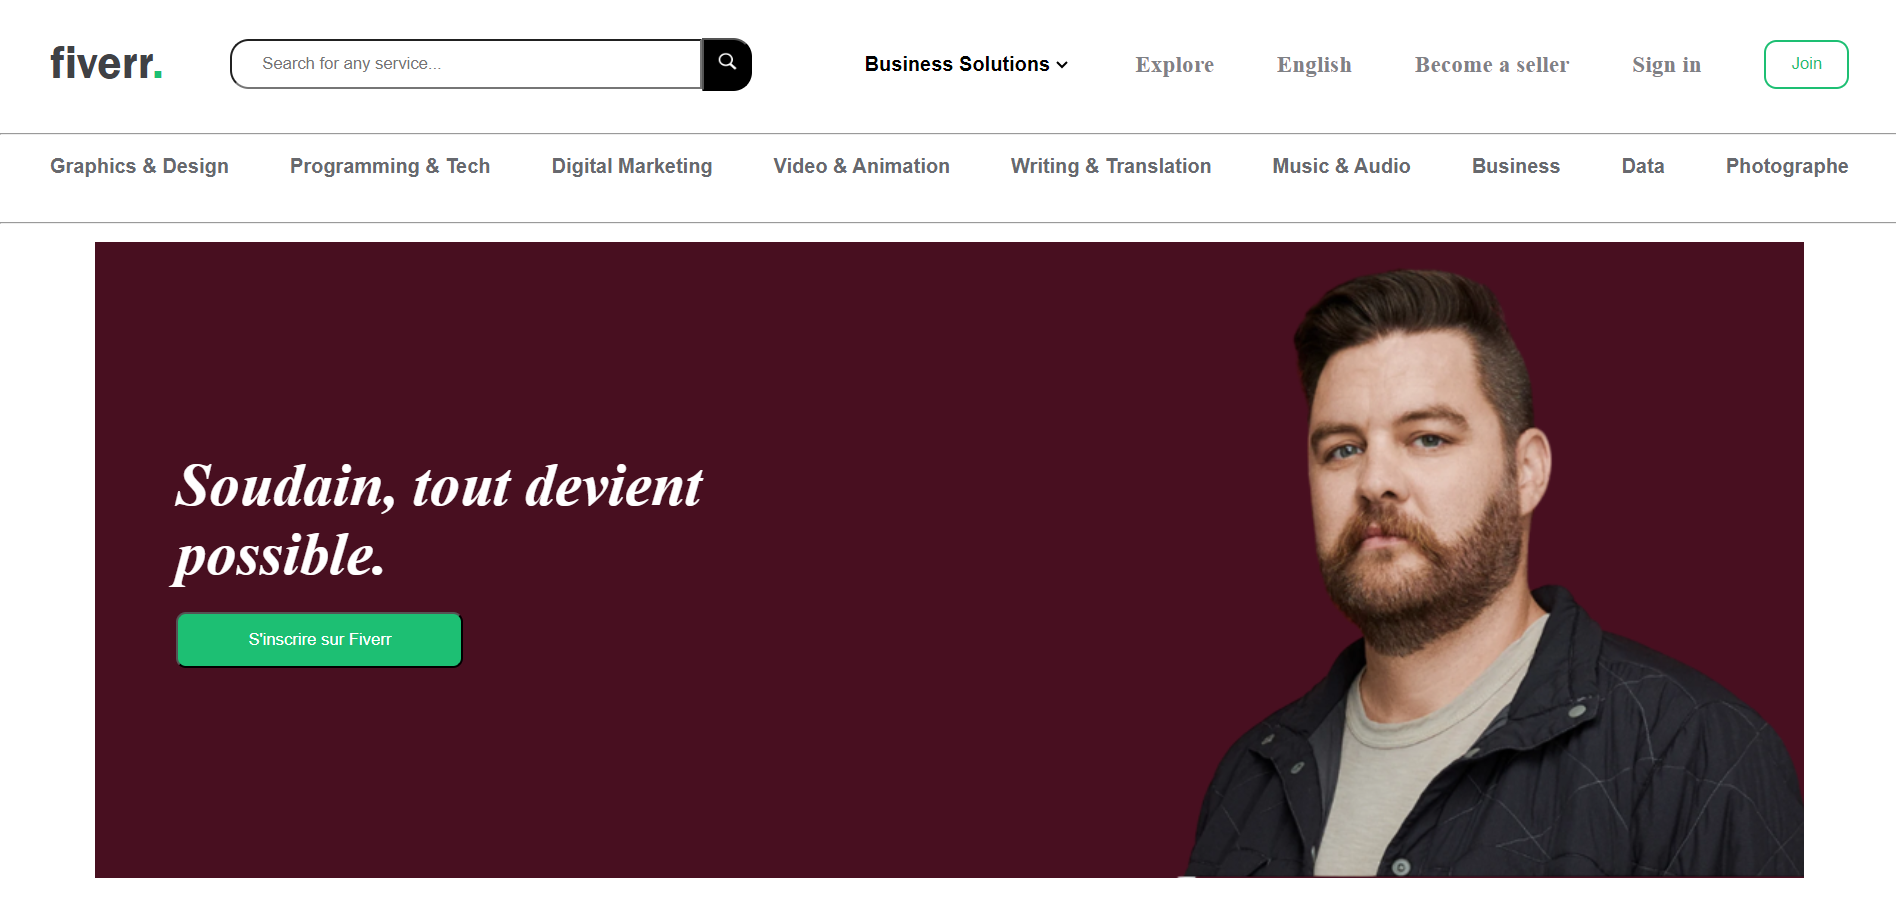 fiverr.
Search for any service...
Business Solutions
Explore
English
Become a seller
Sign in
Join
Graphics & Design
Programming & Tech
Digital Marketing
Video & Animation
Writing & Translation
Music & Audio
Business
Data
Photographe
Soudain, tout devient
possible.
S'inscrire sur Fiverr